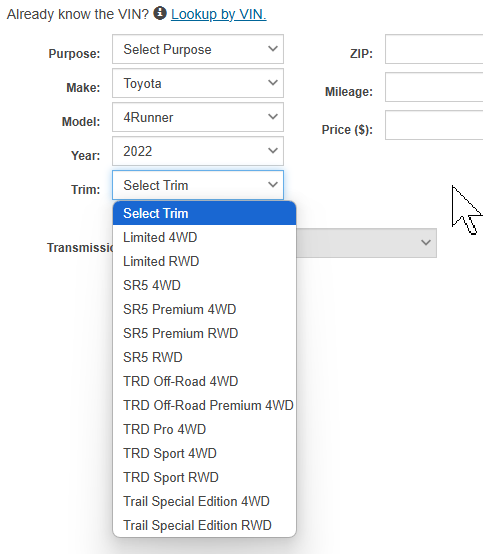 Already know the VIN? Lookup by VIN.
Purpose: Select Purpose ZIP:
Make: Toyota Mileage:
Model: 4Runner Price ($):
Year: 2022
Trim: Select Trim
Select Trim
Limited 4WD
Transmissio
Limited RWD
SR5 4WD
SR5 Premium 4WD
SR5 Premium RWD
SR5 RWD
TRD Off-Road 4WD
TRD Off-Road Premium 4WD
TRD Pro 4WD
TRD Sport 4WD
TRD Sport RWD
Trail Special Edition 4WD
Trail Special Edition RWD